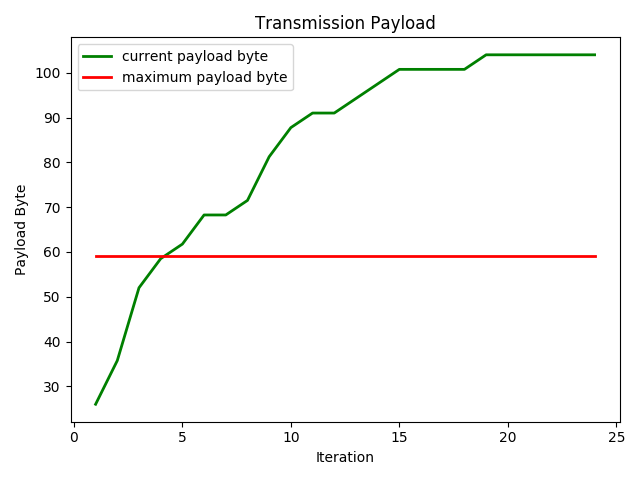 Transmission Payload
current payload byte
maximum payload byte
Payload Byte
100
90
80
70
60
50
40
30
0
5
10
15
20
25
Iteration